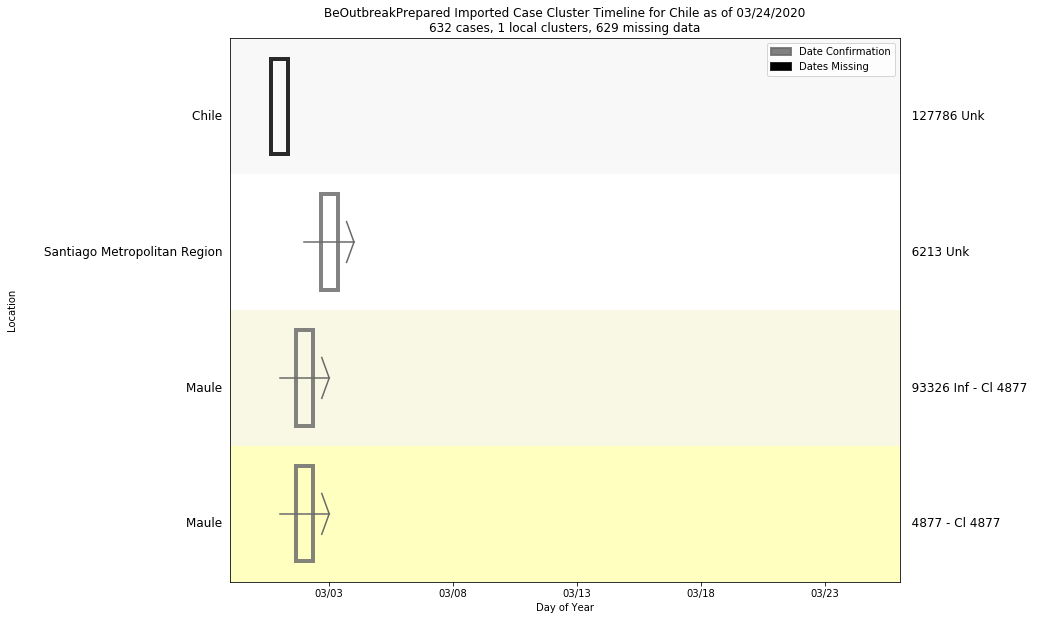 BeOutbreakPrepared Imported Case Cluster Timeline for Chile as of 03/24/2020
632 cases, 1 local clusters, 629 missing data
Date Confirmation
Dates Missing
Chile
127786 Unk
Santiago Metropolitan Region
6213 Unk
Location
Maule
93326 Inf - Cl 4877
Maule
4877 - Cl 4877
03/03 03/08 03/13 03/18 03/23
Day of Year